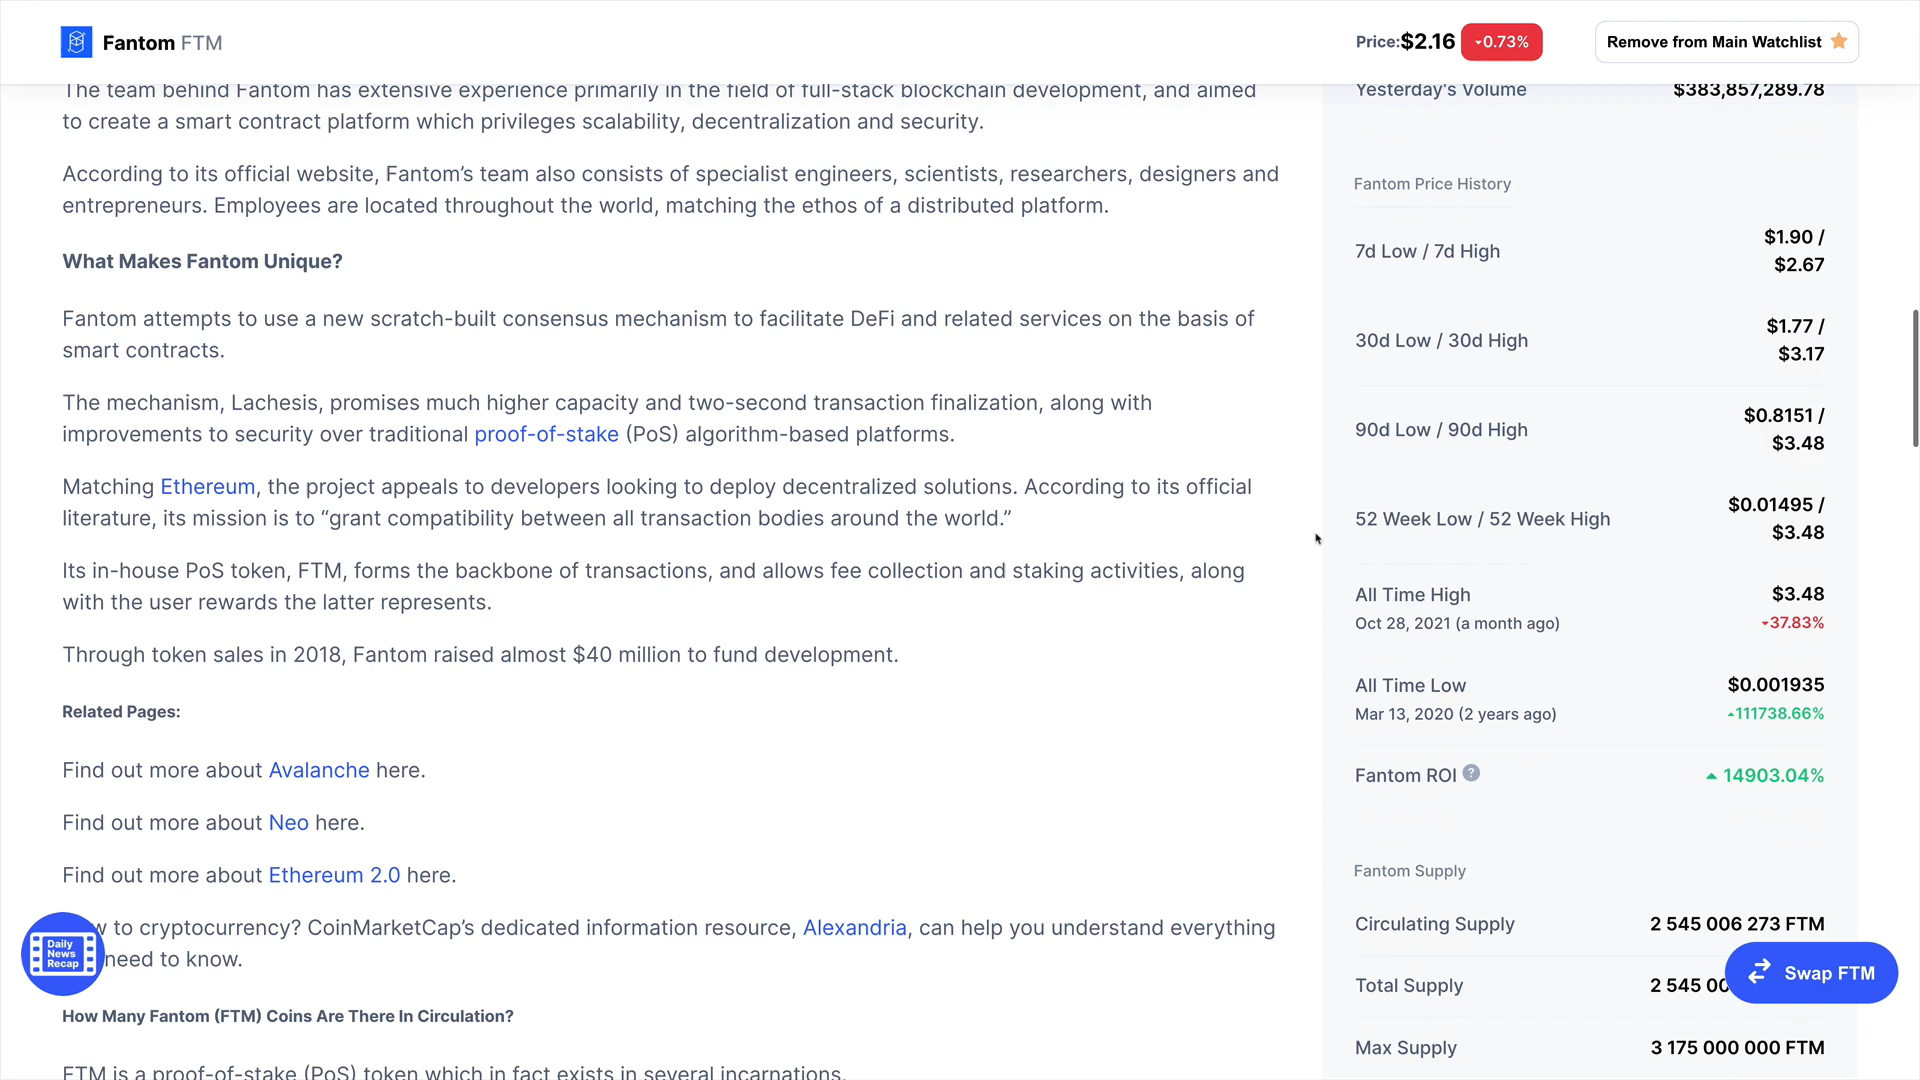 Fantom FTM
Price:$2.16 -0.73%
Remove from Main Watchlist
The team behind Fantom has extensive experience primarily in the field of full-stack blockchain development, and aimed
to create a smart contract platform which privileges scalability, decentralization and security.
According to its official website, Fantom’s team also consists of specialist engineers, scientists, researchers, designers and
entrepreneurs. Employees are located throughout the world, matching the ethos of a distributed platform.
What Makes Fantom Unique?
Fantom attempts to use a new scratch-built consensus mechanism to facilitate DeFi and related services on the basis of
smart contracts.
The mechanism, Lachesis, promises much higher capacity and two-second transaction finalization, along with
improvements to security over traditional proof-of-stake (PoS) algorithm-based platforms.
Matching Ethereum, the project appeals to developers looking to deploy decentralized solutions. According to its official
literature, its mission is to “grant compatibility between all transaction bodies around the world.”
Its in-house PoS token, FTM, forms the backbone of transactions, and allows fee collection and staking activities, along
with the user rewards the latter represents.
Through token sales in 2018, Fantom raised almost $40 million to fund development.
Related Pages:
Find out more about Avalanche here.
Find out more about Neo here.
Find out more about Ethereum 2.0 here.
to cryptocurrency? CoinMarketCap’s dedicated information resource, Alexandria, can help you understand everything
need to know.
How Many Fantom (FTM) Coins Are There In Circulation?
FTM is a proof-of-stake (PoS) token which in fact exists in several incarnations.
Daily
News
Recap
Yesterday's Volume $383,857,289.78
Fantom Price History
7d Low / 7d High $1.90 /
$2.67
30d Low / 30d High $1.77 /
$3.17
90d Low / 90d High $0.8151 /
$3.48
52 Week Low / 52 Week High $0.01495 /
$3.48
All Time High $3.48
Oct 28, 2021 (a month ago) 37.83%
All Time Low $0.001935
Mar 13, 2020 (2 years ago) 111738.66%
Fantom ROI ? 14903.04%
Fantom Supply
Circulating Supply 2 545 006 273 FTM
Total Supply 2 545
Swap FTM
Max Supply 3 175 000 000 FTM